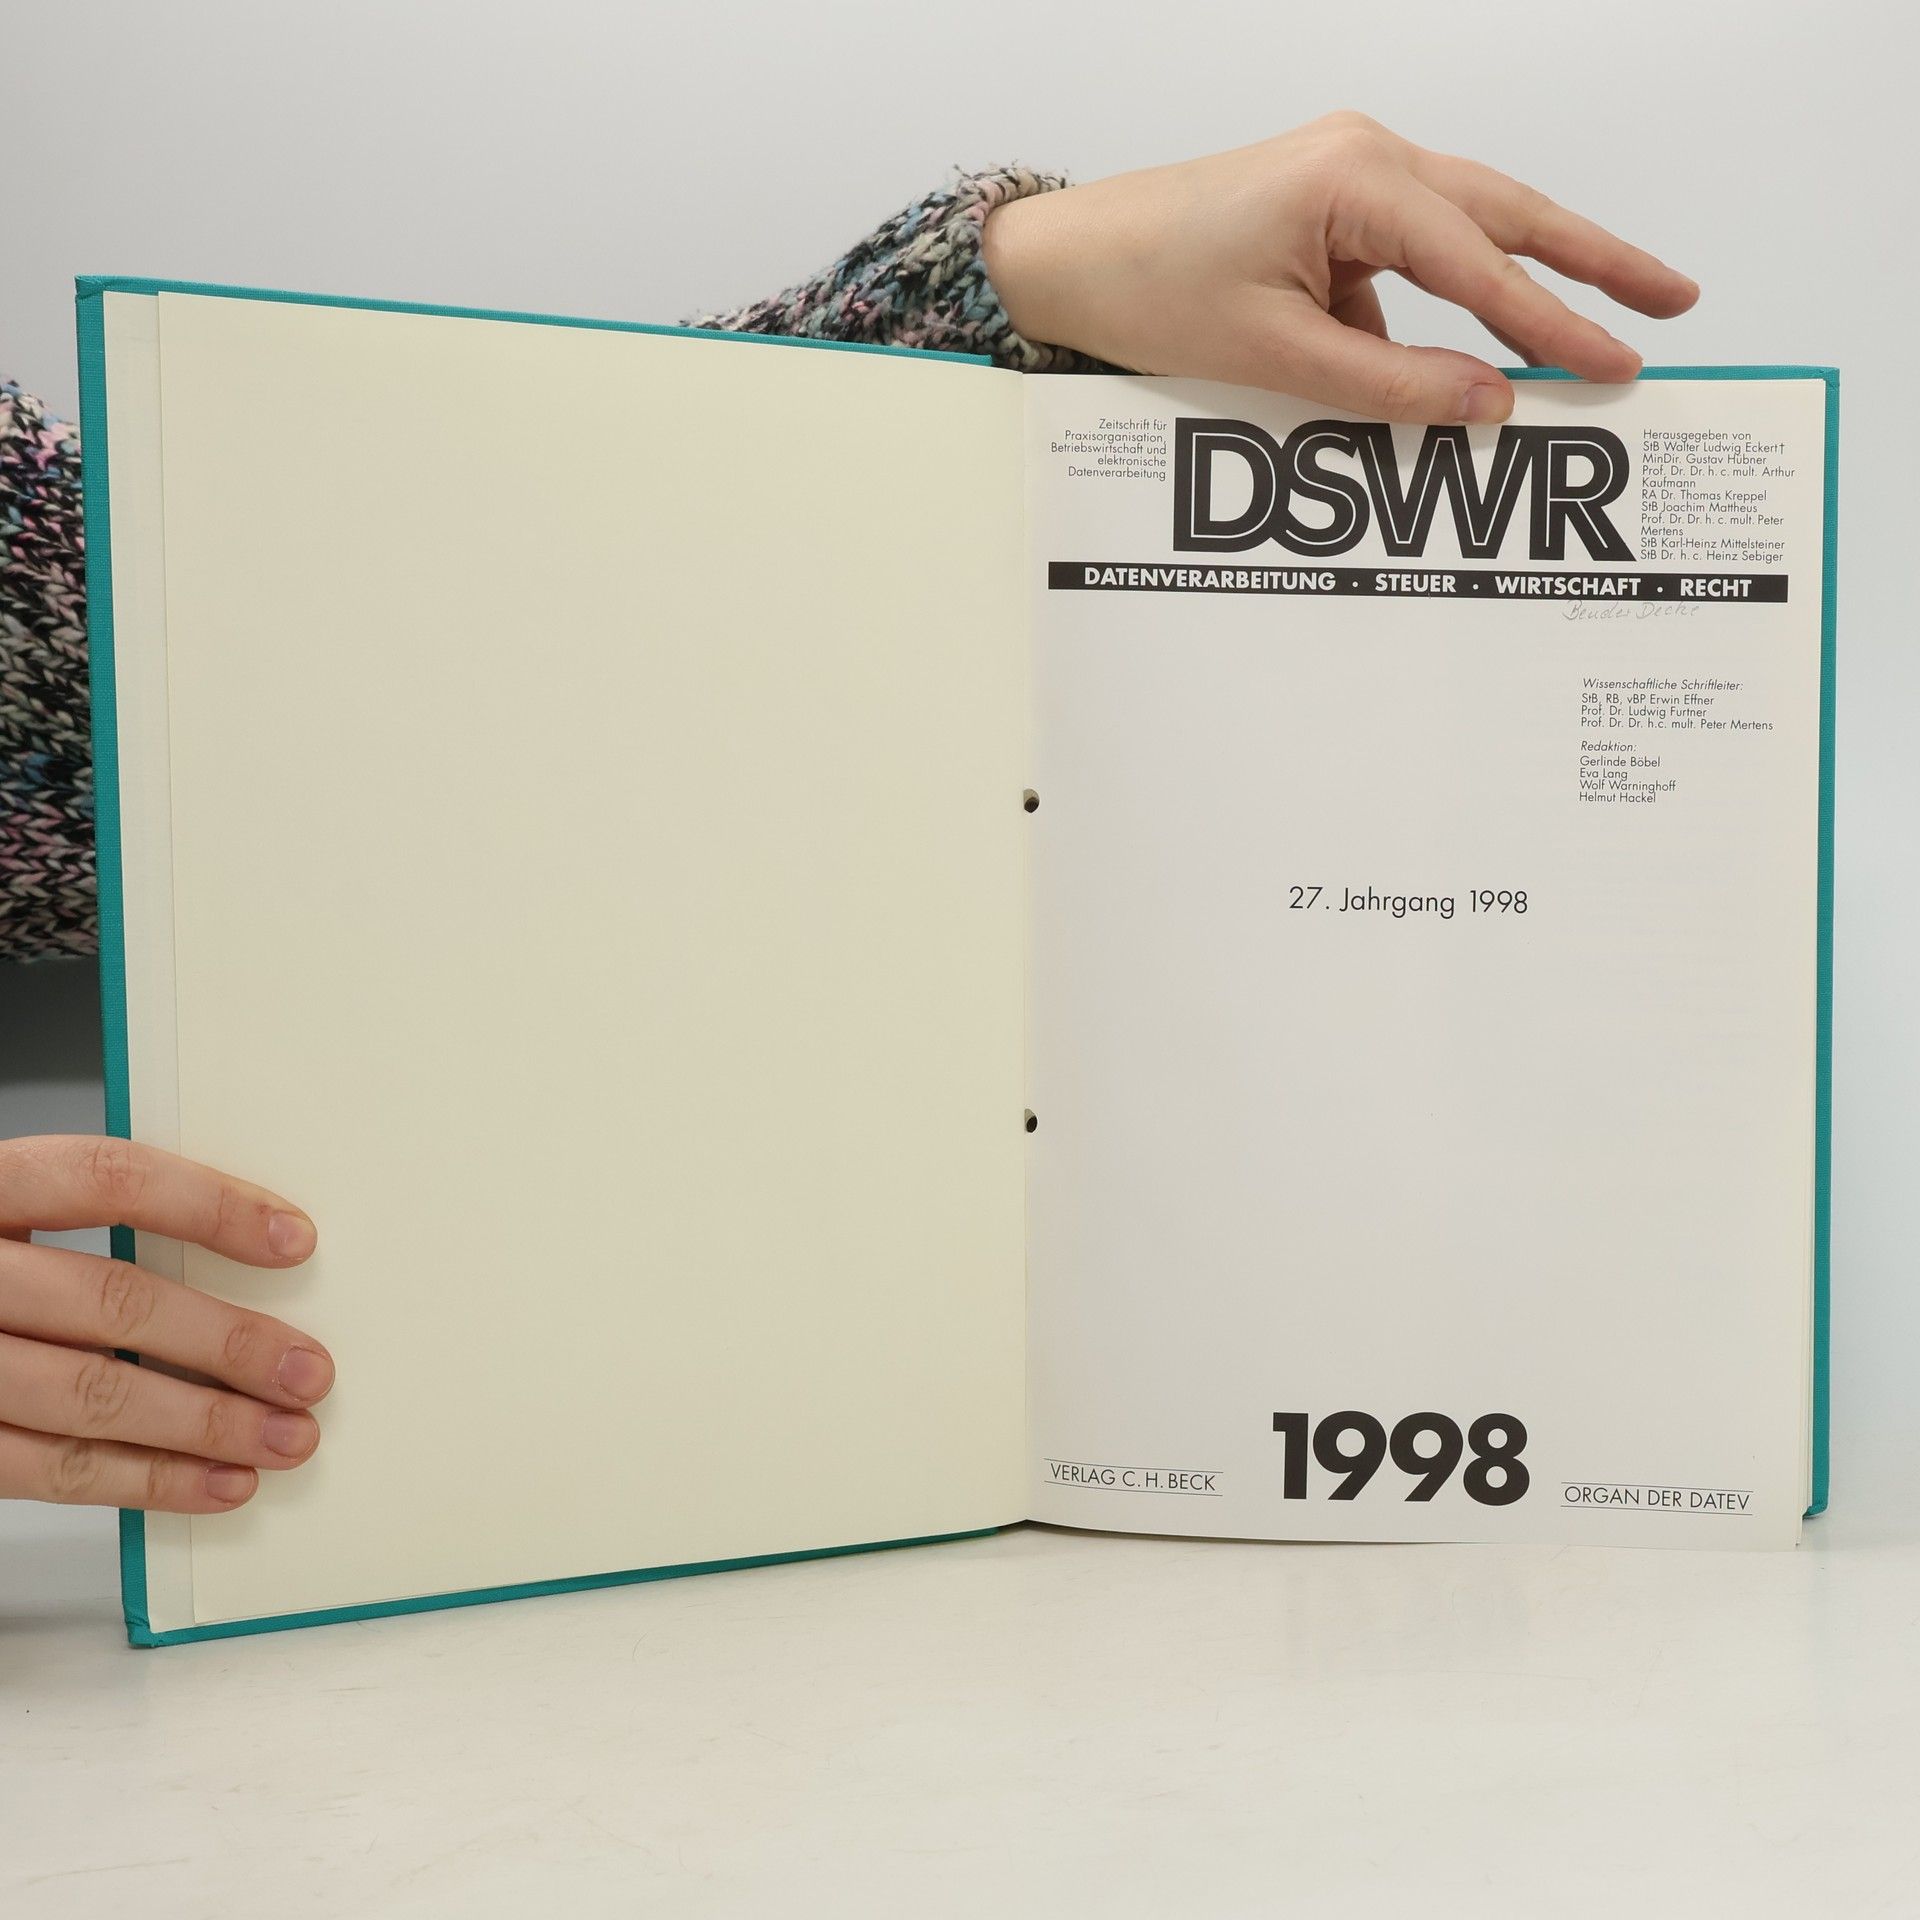 Zeitschrift für
Praxisorganisation,
Betriebswirtschaft und
elektronische
Datenverarbeitung
DSWR
Herausgegeben von
StB Walter Ludwig Eckert†
MinDir. Gustav Hübner
Prof. Dr. Dr. h. c. mult. Arthur
Kaufmann
RA Dr. Thomas Kreppel
StB Joachim Mattheus
Prof. Dr. Dr. h. c. mult. Peter
Mertens
StB Karl-Heinz Mittelsteiner
StB Dr. h. c. Heinz Sebiger
DATENVERARBEITUNG · STEUER · WIRTSCHAFT · RECHT
Wissenschaftliche Schriftleiter:
StB, RB, vBP Erwin Effner
Prof. Dr. Ludwig Furtner
Prof. Dr. Dr. h.c. mult. Peter Mertens
Redaktion:
Gerlinde Böbel
Eva Lang
Wolf Warninghoff
Helmut Hackel
27. Jahrgang 1998
VERLAG C. H. BECK
1998
ORGAN DER DATEV